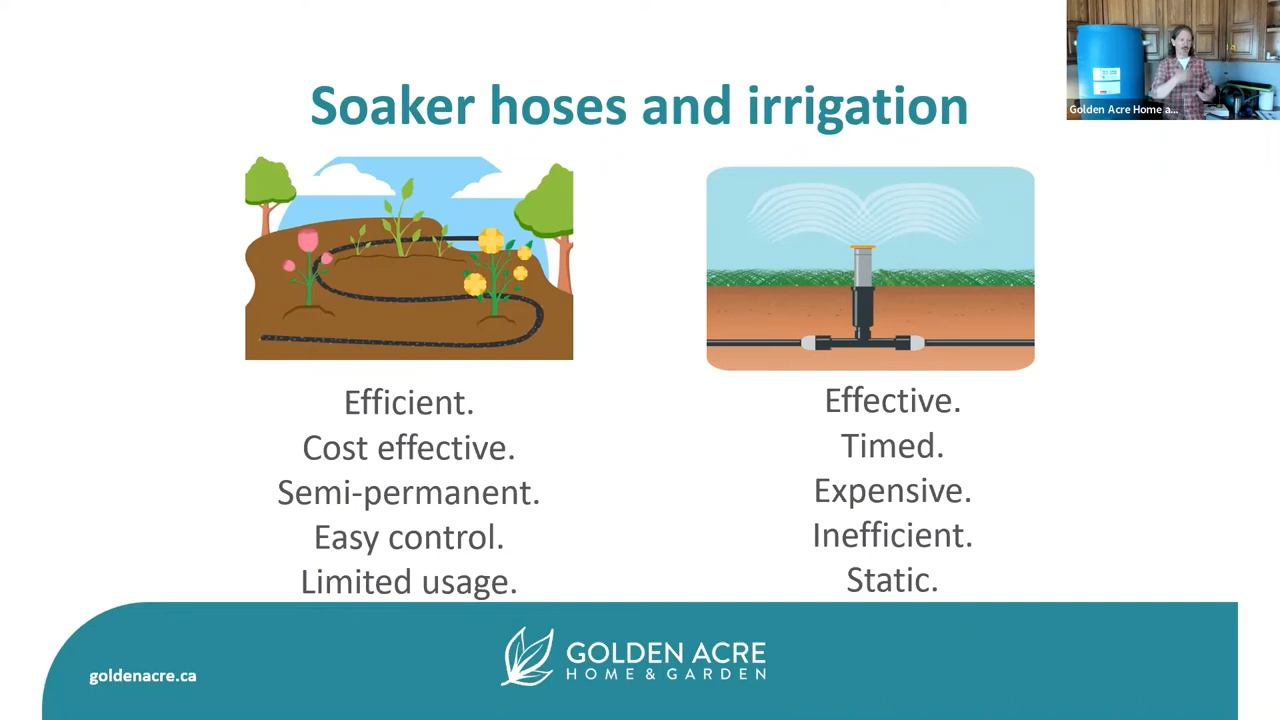 Soaker hoses and irrigation
Golden Acre Home a...
Efficient.
Cost effective.
Semi-permanent.
Easy control.
Limited usage.
Effective.
Timed.
Expensive.
Inefficient.
Static.
goldenacre.ca
GOLDEN ACRE
HOME & GARDEN